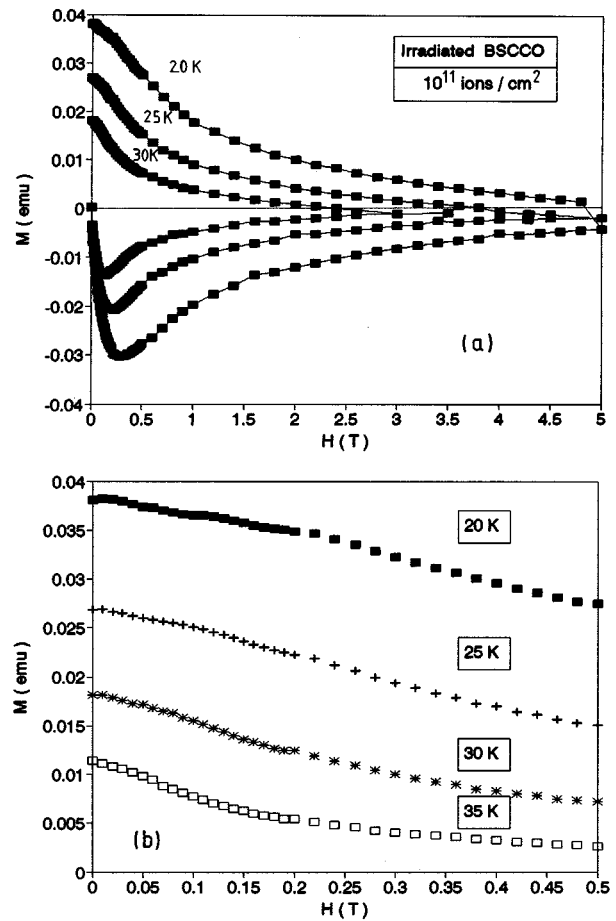 0.04
0.03
0.02
0.01
0
-0.01
-0.02
-0.03
-0.04
M ( emu )
20 K
25 K
30K
Irradiated BSCCO
10¹¹ ions / cm²
(a)
0 0.5 1 1.5 2 2.5 3 3.5 4 4.5 5
H ( T )
0.04
0.035
0.03
0.025
0.02
0.015
0.01
0.005
0
M ( emu )
20 K
25 K
30 K
35 K
(b)
0 0.05 0.1 0.15 0.2 0.25 0.3 0.35 0.4 0.45 0.5
H ( T )